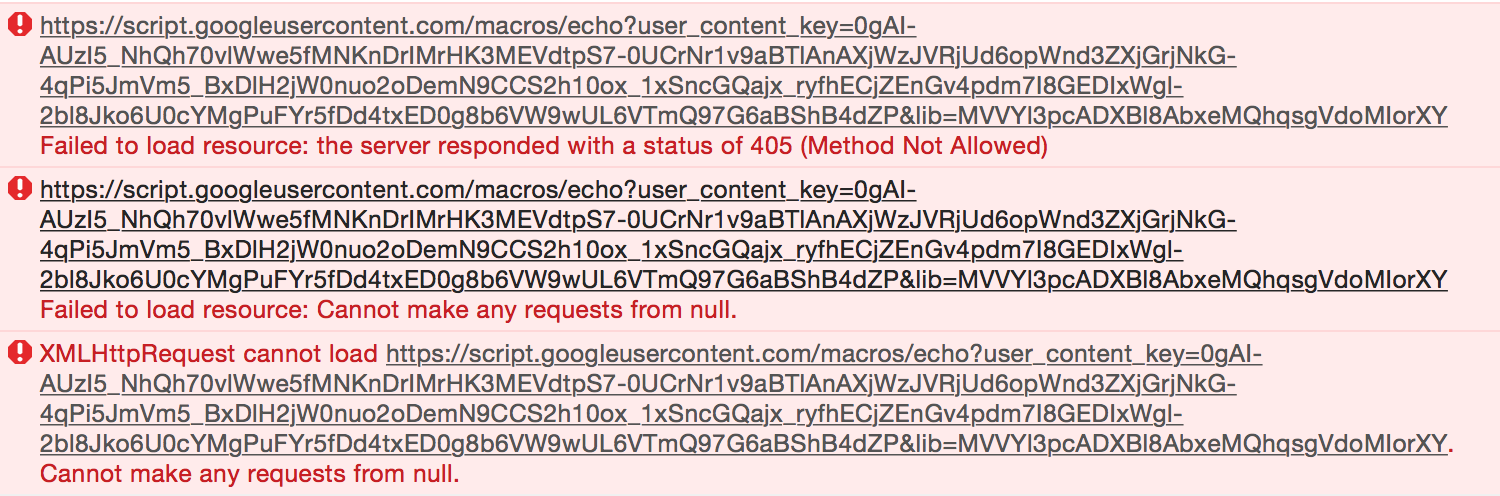 https://script.googleusercontent.com/macros/echo?user_content_key=0gAI-
AUzI5_NhQh70vlWwe5fMNKnDrIMrHK3MEVdtpS7-0UCrNr1v9aBTlAnAXjWzJVRjUd6opWnd3ZXjGrjNkG-
4qPi5JmVm5_BxDlH2jW0nuo2oDemN9CCS2h10ox_1xSncGQajx_ryfhECjZEnGv4pdm7I8GEDIxWgI-
2bl8Jko6U0cYMgPuFYr5fDd4txED0g8b6VW9wUL6VTmQ97G6aBShB4dZP&lib=MVVYl3pcADXBl8AbxeMQhqsgVdoMIorXY
Failed to load resource: the server responded with a status of 405 (Method Not Allowed)
https://script.googleusercontent.com/macros/echo?user_content_key=0gAI-
AUzI5_NhQh70vlWwe5fMNKnDrIMrHK3MEVdtpS7-0UCrNr1v9aBTlAnAXjWzJVRjUd6opWnd3ZXjGrjNkG-
4qPi5JmVm5_BxDlH2jW0nuo2oDemN9CCS2h10ox_1xSncGQajx_ryfhECjZEnGv4pdm7I8GEDIxWgI-
2bl8Jko6U0cYMgPuFYr5fDd4txED0g8b6VW9wUL6VTmQ97G6aBShB4dZP&lib=MVVYl3pcADXBl8AbxeMQhqsgVdoMIorXY
Failed to load resource: Cannot make any requests from null.
XMLHttpRequest cannot load https://script.googleusercontent.com/macros/echo?user_content_key=0gAI-
AUzI5_NhQh70vlWwe5fMNKnDrIMrHK3MEVdtpS7-0UCrNr1v9aBTlAnAXjWzJVRjUd6opWnd3ZXjGrjNkG-
4qPi5JmVm5_BxDlH2jW0nuo2oDemN9CCS2h10ox_1xSncGQajx_ryfhECjZEnGv4pdm7I8GEDIxWgI-
2bl8Jko6U0cYMgPuFYr5fDd4txED0g8b6VW9wUL6VTmQ97G6aBShB4dZP&lib=MVVYl3pcADXBl8AbxeMQhqsgVdoMIorXY.
Cannot make any requests from null.